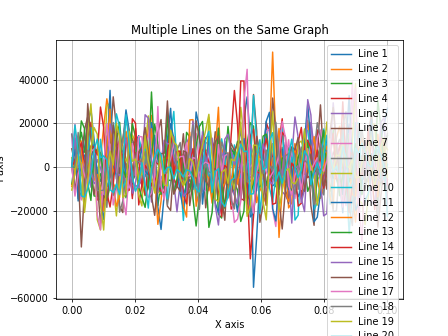 Multiple Lines on the Same Graph
40000
20000
0
−20000
−40000
−60000
0.00
0.02
0.04
0.06
axis
X axis
Line 1
Line 2
Line 3
Line 4
Line 5
Line 6
Line 7
Line 8
Line 9
Line 10
Line 11
Line 12
Line 13
Line 14
Line 15
Line 16
Line 17
Line 18
Line 19
Line 20